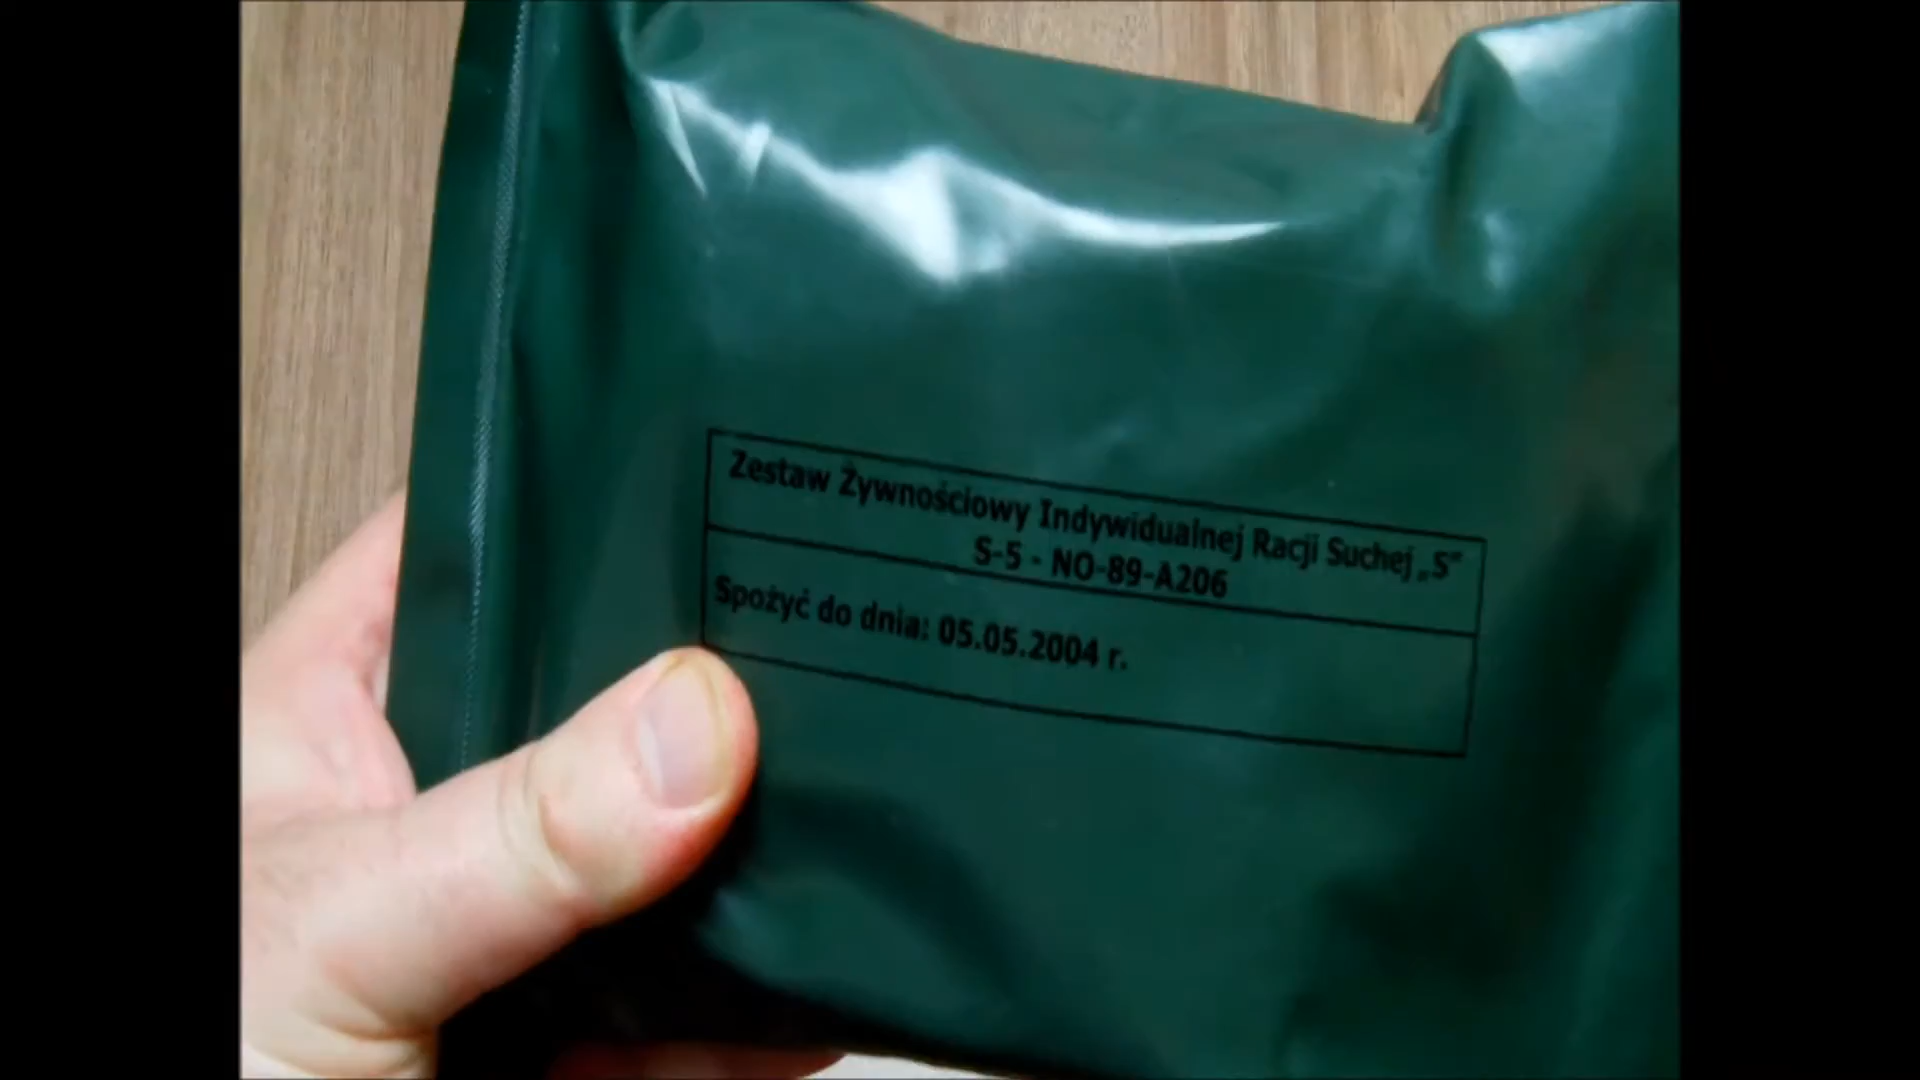 Zestaw Żywnościowy Indywidualnej Racji Suchej „S”
S-5 - NO-89-A206
Spożyć do dnia: 05.05.2004 r.